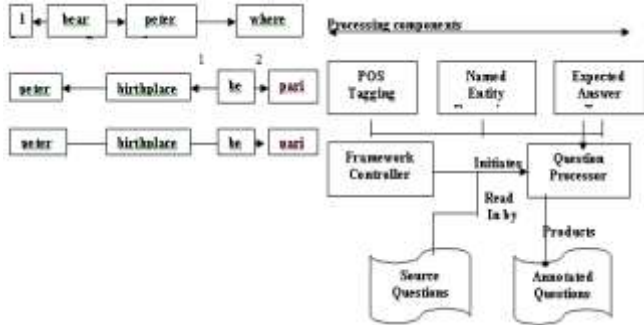 1 bear peter where
1 2
peter birthplace be pari
peter birthplace be pari
Processing components
POS
Tagging
Named
Entity
Expected
Answer
Framework
Controller
Initiates
Question
Processor
Read
In by
Products
Source
Questions
Annotated
Questions